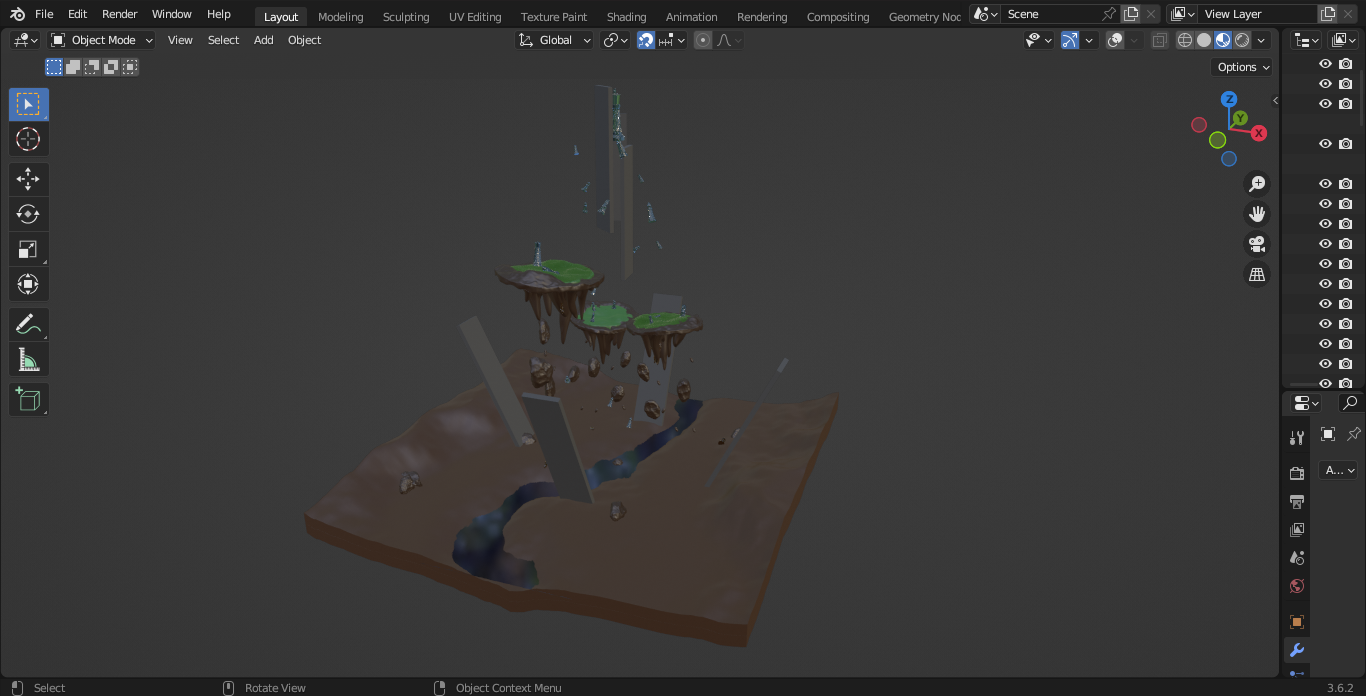 File Edit Render Window Help Layout Modeling Sculpting UV Editing Texture Paint Shading Animation Rendering Compositing Geometry Noc Scene View Layer
Object Mode View Select Add Object Global
Options
Z
Y
X
A...
Select Rotate View Object Context Menu 3.6.2